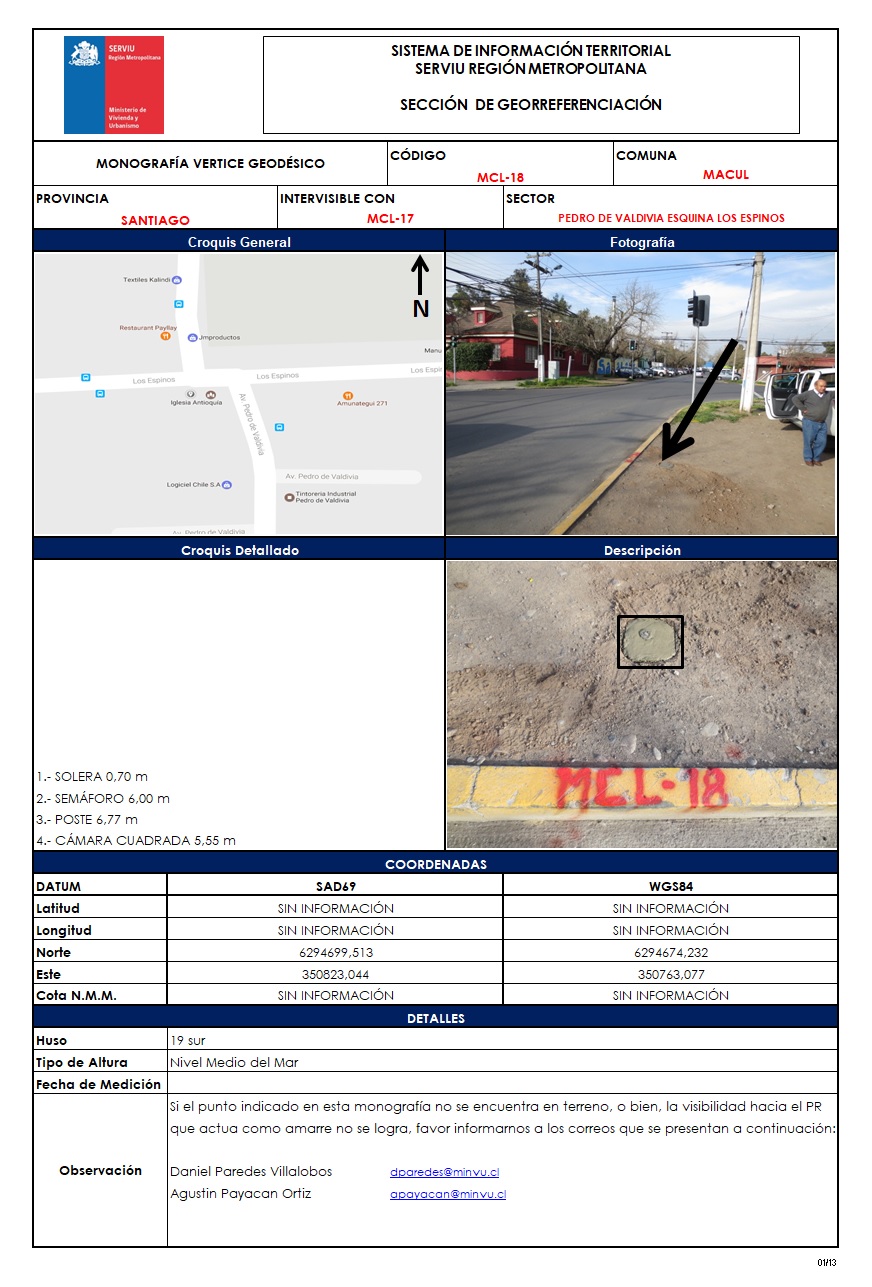 SERVIU
Región Metropolitana
Ministerio de
Vivienda y
Urbanismo
SISTEMA DE INFORMACIÓN TERRITORIAL
SERVIU REGIÓN METROPOLITANA
SECCIÓN DE GEORREFERENCIACIÓN
MONOGRAFÍA VERTICE GEODÉSICO
CÓDIGO
MCL-18
COMUNA
MACUL
PROVINCIA
SANTIAGO
INTERVISIBLE CON
MCL-17
SECTOR
PEDRO DE VALDIVIA ESQUINA LOS ESPINOS
Croquis General
Fotografía
N
Textiles Kalindi
Restaurant Payllay
Jmproductos
Manu
Los Espinos
Los Espinos
Los Espir
Iglesia Antioquía
Amunategui 271
Av. Pedro de Valdivia
Av. Pedro de Valdivia
Logiciel Chile S.A
Tintorería Industrial
Pedro de Valdivia
Av. Pedro de Valdivia
Croquis Detallado
Descripción
1.- SOLERA 0,70 m
2.- SEMÁFORO 6,00 m
3.- POSTE 6,77 m
4.- CÁMARA CUADRADA 5,55 m
MCL-18
COORDENADAS
DATUM SAD69 WGS84
Latitud SIN INFORMACIÓN SIN INFORMACIÓN
Longitud SIN INFORMACIÓN SIN INFORMACIÓN
Norte 6294699,513 6294674,232
Este 350823,044 350763,077
Cota N.M.M. SIN INFORMACIÓN SIN INFORMACIÓN
DETALLES
Huso 19 sur
Tipo de Altura Nivel Medio del Mar
Fecha de Medición
Observación
Si el punto indicado en esta monografía no se encuentra en terreno, o bien, la visibilidad hacia el PR
que actua como amarre no se logra, favor informarnos a los correos que se presentan a continuación:
Daniel Paredes Villalobos dparedes@minvu.cl
Agustin Payacan Ortiz apayacan@minvu.cl
01/13